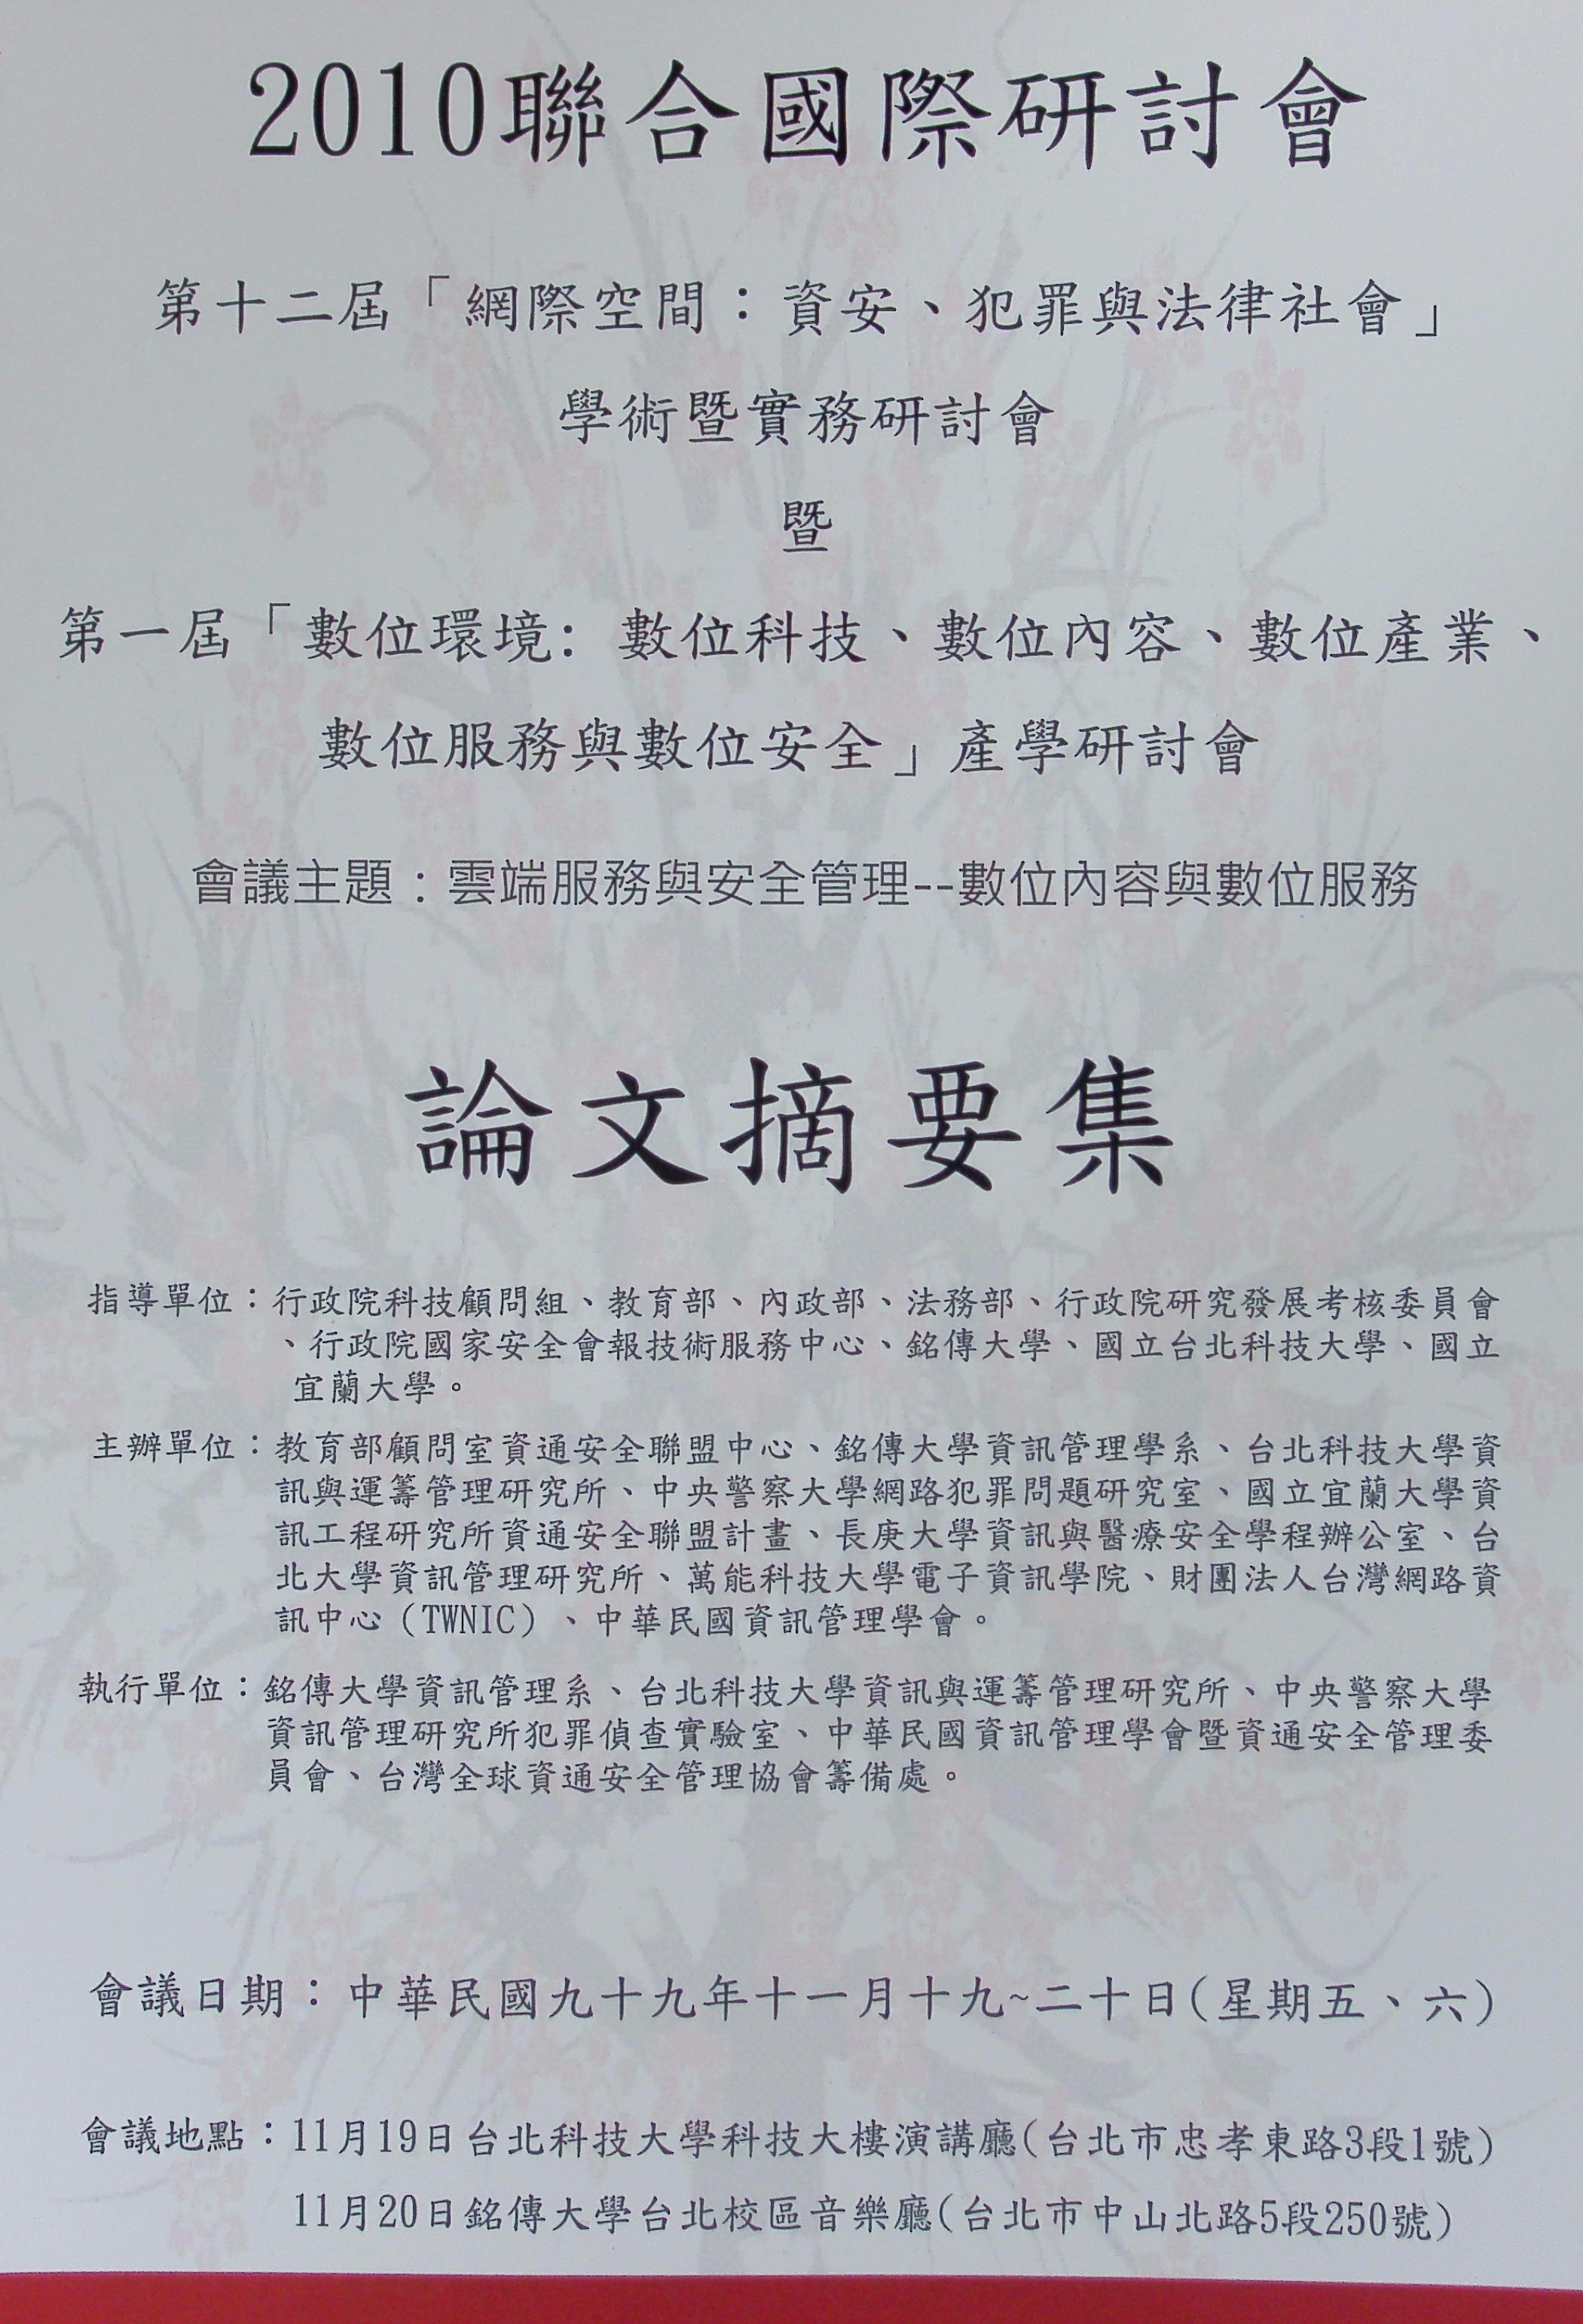 2010聯合國際研討會
第十二屆「網際空間：資安、犯罪與法律社會」
學術暨實務研討會
暨
第一屆「數位環境: 數位科技、數位內容、數位產業、
數位服務與數位安全」產學研討會
會議主題：雲端服務與安全管理--數位內容與數位服務
論文摘要集
指導單位：行政院科技顧問組、教育部、內政部、法務部、行政院研究發展考核委員會
、行政院國家安全會報技術服務中心、銘傳大學、國立台北科技大學、國立
宜蘭大學。
主辦單位：教育部顧問室資通安全聯盟中心、銘傳大學資訊管理學系、台北科技大學資
訊與運籌管理研究所、中央警察大學網路犯罪問題研究室、國立宜蘭大學資
訊工程研究所資通安全聯盟計畫、長庚大學資訊與醫療安全學程辦公室、台
北大學資訊管理研究所、萬能科技大學電子資訊學院、財團法人台灣網路資
訊中心（TWNIC）、中華民國資訊管理學會。
執行單位：銘傳大學資訊管理系、台北科技大學資訊與運籌管理研究所、中央警察大學
資訊管理研究所犯罪偵查實驗室、中華民國資訊管理學會暨資通安全管理委
員會、台灣全球資通安全管理協會籌備處。
會議日期：中華民國九十九年十一月十九~二十日(星期五、六)
會議地點：11月19日台北科技大學科技大樓演講廳(台北市忠孝東路3段1號)
11月20日銘傳大學台北校區音樂廳(台北市中山北路5段250號)